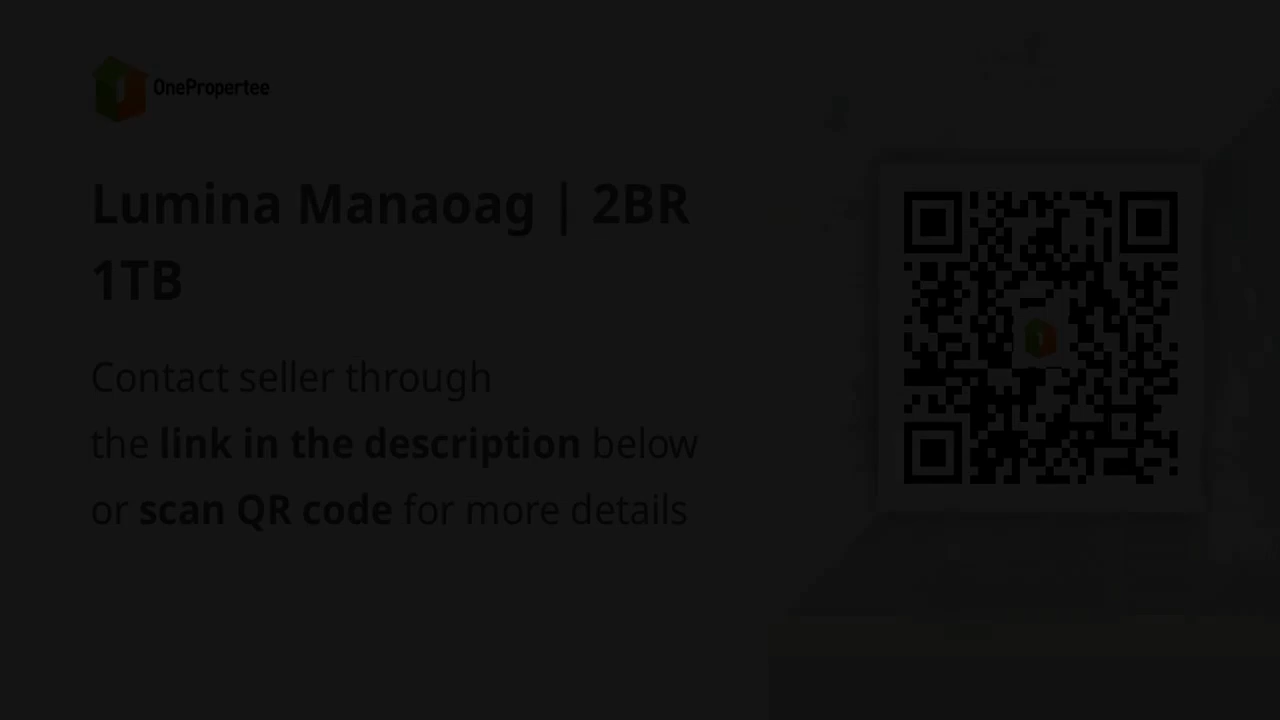 OnePropertee
Lumina Manaoag | 2BR
1TB
Contact seller through
the link in the description below
or scan QR code for more details